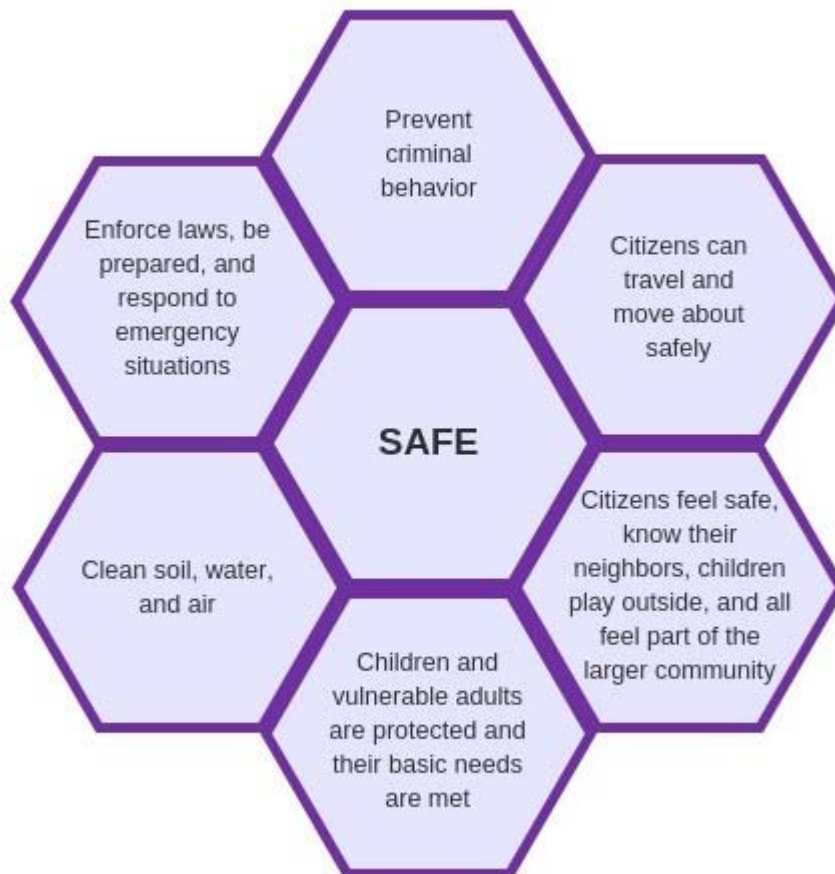 Prevent
criminal
behavior
Enforce laws, be
prepared, and
respond to
emergency
situations
Citizens can
travel and
move about
safely
SAFE
Clean soil, water,
and air
Citizens feel safe,
know their
neighbors, children
play outside, and all
feel part of the
larger community
Children and
vulnerable adults
are protected and
their basic needs
are met